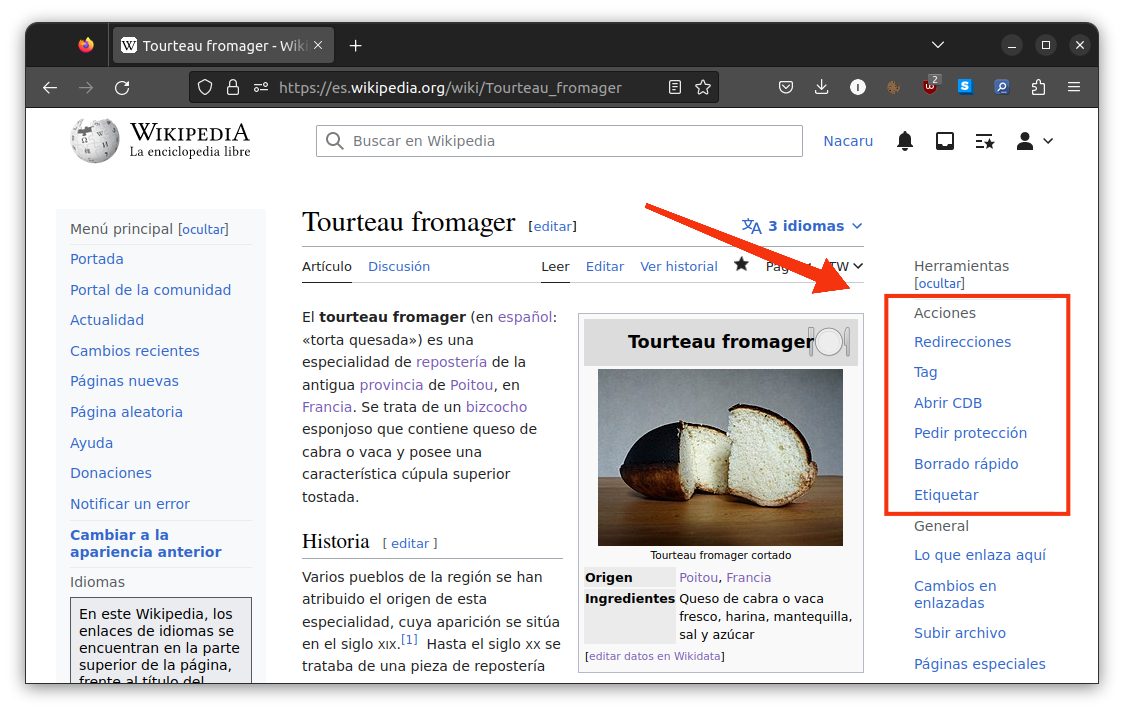 Tourteau fromager - Wiki
https://es.wikipedia.org/wiki/Tourteau_fromager
2
WIKIPEDIA
La enciclopedia libre
Buscar en Wikipedia
Nacaru
Menú principal [ocultar]
Portada
Portal de la comunidad
Actualidad
Cambios recientes
Páginas nuevas
Página aleatoria
Ayuda
Donaciones
Notificar un error
Cambiar a la
apariencia anterior
Idiomas
En este Wikipedia, los
enlaces de idiomas se
encuentran en la parte
superior de la página,
frente al título del
Tourteau fromager [editar]
3 idiomas
Artículo Discusión Leer Editar Ver historial TW
El tourteau fromager (en español:
«torta quesada») es una
especialidad de repostería de la
antigua provincia de Poitou, en
Francia. Se trata de un bizcocho
esponjoso que contiene queso de
cabra o vaca y posee una
característica cúpula superior
tostada.
Historia [ editar ]
Varios pueblos de la región se han
atribuido el origen de esta
especialidad, cuya aparición se sitúa
en el siglo XIX.[1] Hasta el siglo XX se
trataba de una pieza de repostería
Tourteau fromager
Tourteau fromager cortado
Origen Poitou, Francia
Ingredientes Queso de cabra o vaca
fresco, harina, mantequilla,
sal y azúcar
[editar datos en Wikidata]
Herramientas
[ocultar]
Acciones
Redirecciones
Tag
Abrir CDB
Pedir protección
Borrado rápido
Etiquetar
General
Lo que enlaza aquí
Cambios en
enlazadas
Subir archivo
Páginas especiales